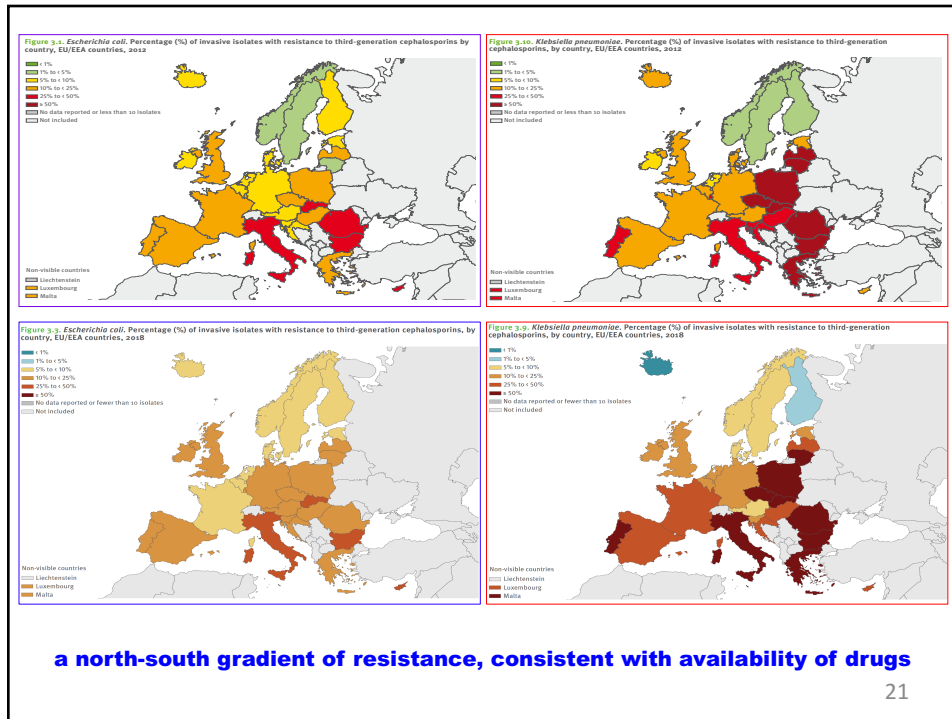 Figure 3.1. Escherichia coli. Percentage (%) of invasive isolates with resistance to third-generation cephalosporins by
country, EU/EEA countries, 2012
< 1%
1% to < 5%
5% to < 10%
10% to < 25%
25% to < 50%
≥ 50%
No data reported or less than 10 isolates
Not included
Non-visible countries
Liechtenstein
Luxembourg
Malta
Figure 3.10. Klebsiella pneumoniae. Percentage (%) of invasive isolates with resistance to third-generation
cephalosporins, by country, EU/EEA countries, 2012
< 1%
1% to < 5%
5% to < 10%
10% to < 25%
25% to < 50%
≥ 50%
No data reported or less than 10 isolates
Not included
Non-visible countries
Liechtenstein
Luxembourg
Malta
Figure 3.3. Escherichia coli. Percentage (%) of invasive isolates with resistance to third-generation cephalosporins, by
country, EU/EEA countries, 2018
< 1%
1% to < 5%
5% to < 10%
10% to < 25%
25% to < 50%
≥ 50%
No data reported or fewer than 10 isolates
Not included
Non-visible countries
Liechtenstein
Luxembourg
Malta
Figure 3.9. Klebsiella pneumoniae. Percentage (%) of invasive isolates with resistance to third-generation
cephalosporins, by country, EU/EEA countries, 2018
< 1%
1% to < 5%
5% to < 10%
10% to < 25%
25% to < 50%
≥ 50%
No data reported or fewer than 10 isolates
Not included
Non-visible countries
Liechtenstein
Luxembourg
Malta
a north-south gradient of resistance, consistent with availability of drugs
21